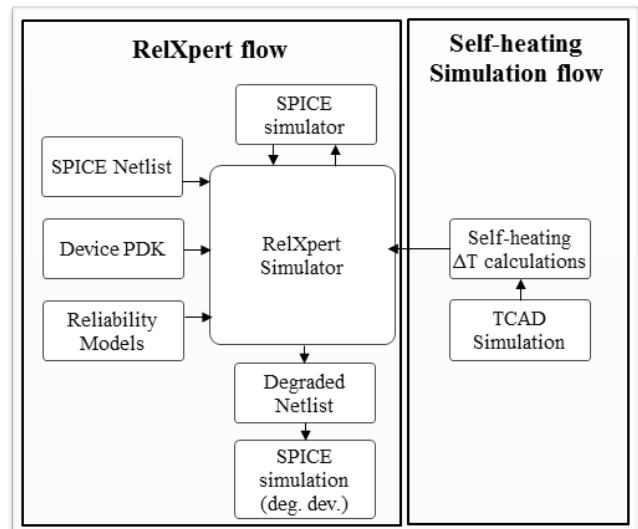 RelXpert flow
Self-heating
Simulation flow
SPICE
simulator
SPICE Netlist
Device PDK
Reliability
Models
RelXpert
Simulator
Self-heating
ΔT calculations
TCAD
Simulation
Degraded
Netlist
SPICE
simulation
(deg. dev.)